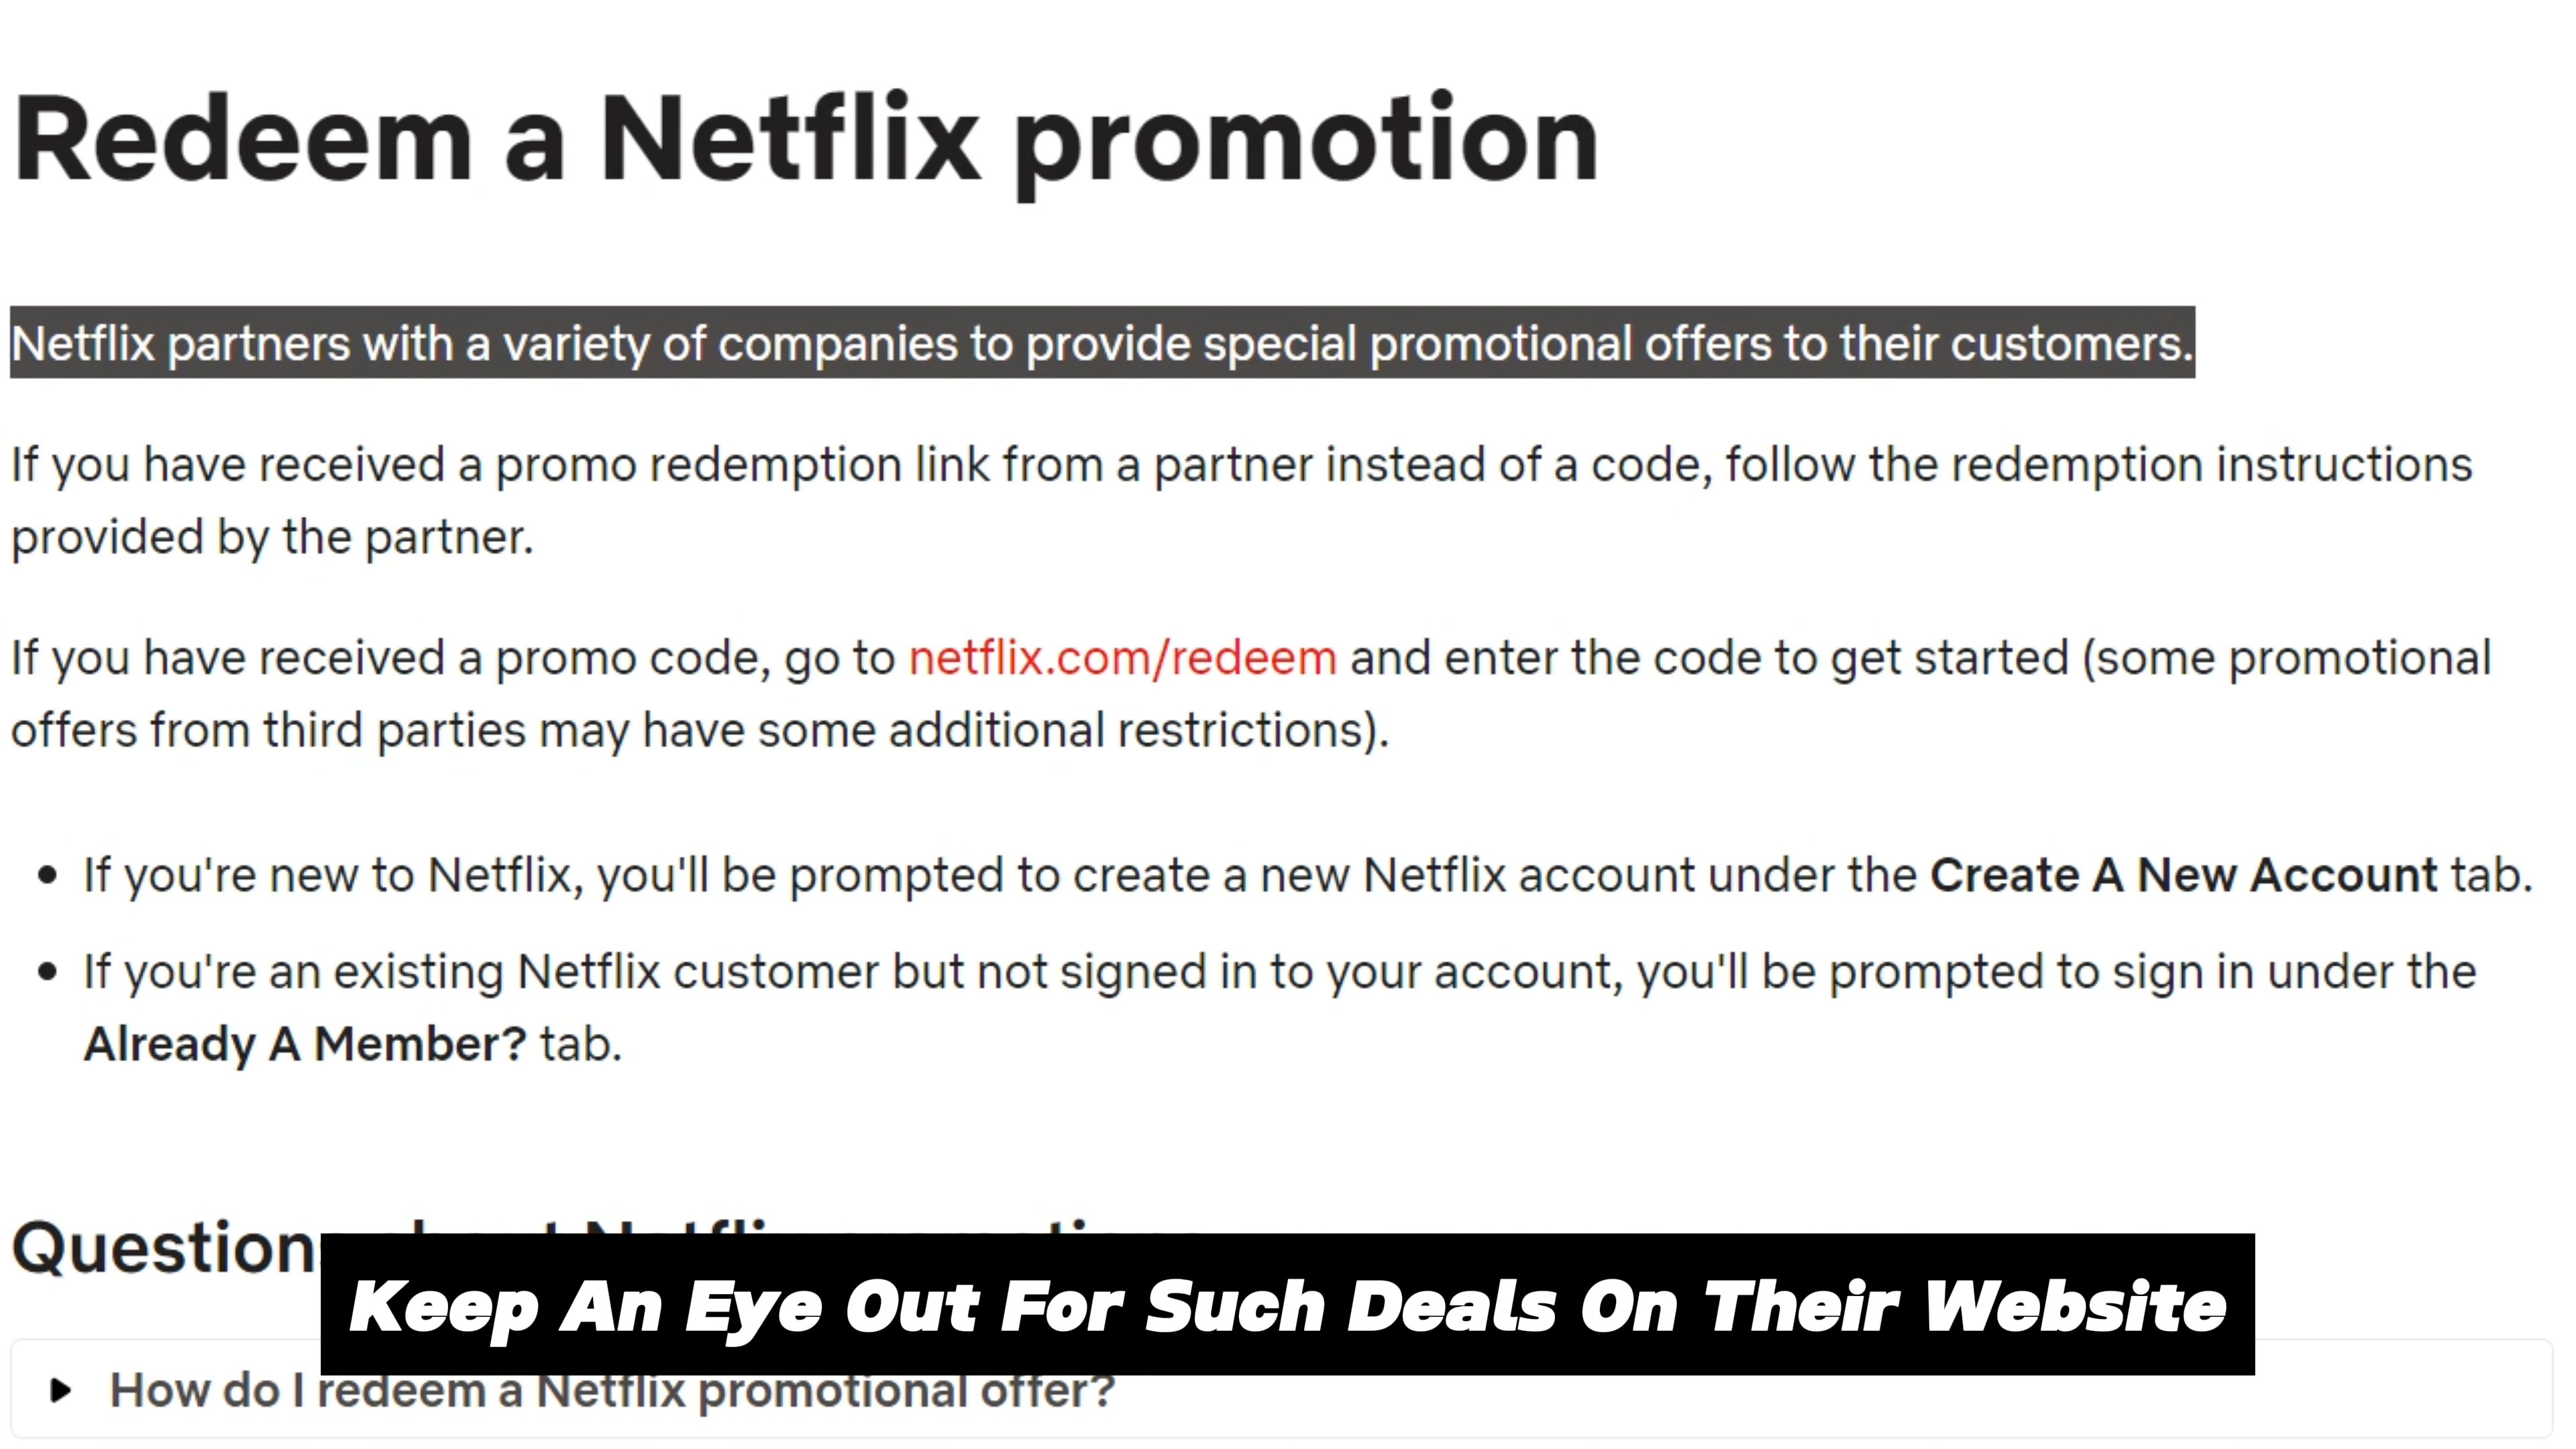 Redeem a Netflix promotion
Netflix partners with a variety of companies to provide special promotional offers to their customers.
If you have received a promo redemption link from a partner instead of a code, follow the redemption instructions
provided by the partner.
If you have received a promo code, go to netflix.com/redeem and enter the code to get started (some promotional
offers from third parties may have some additional restrictions).
• If you're new to Netflix, you'll be prompted to create a new Netflix account under the Create A New Account tab.
• If you're an existing Netflix customer but not signed in to your account, you'll be prompted to sign in under the
Already A Member? tab.
Keep An Eye Out For Such Deals On Their Website
How do I redeem a Netflix promotional offer?